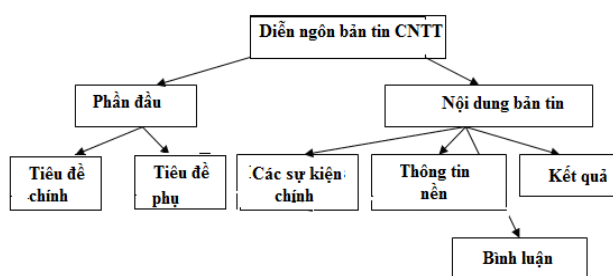 Diễn ngôn bản tin CNTT
Phần đầu
Nội dung bản tin
Tiêu đề
chính
Tiêu đề
phụ
Các sự kiện
chính
Thông tin
nền
Kết quả
Bình luận